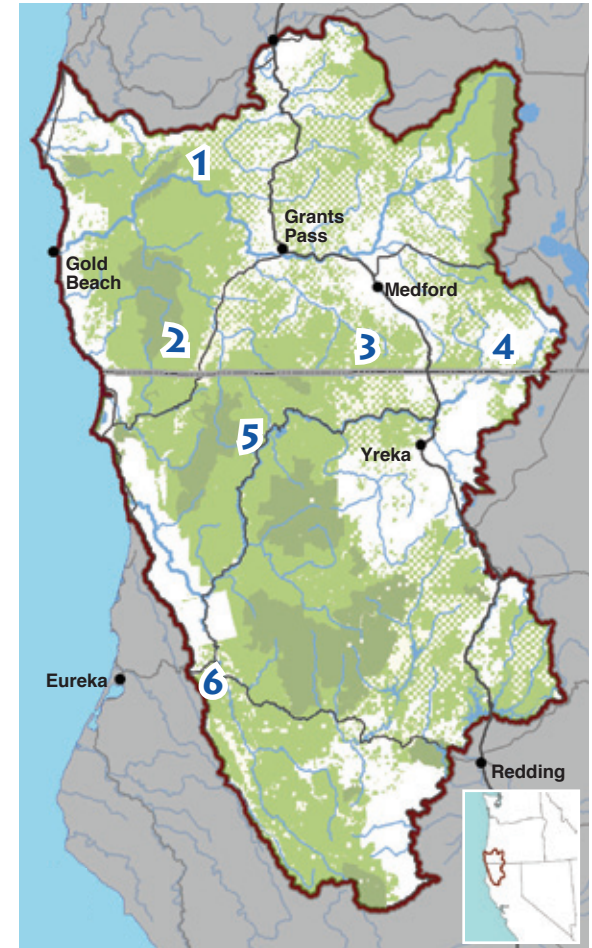 1
Grants
Pass
Gold
Beach
Medford
2
3
4
5
Yreka
Eureka
6
Redding